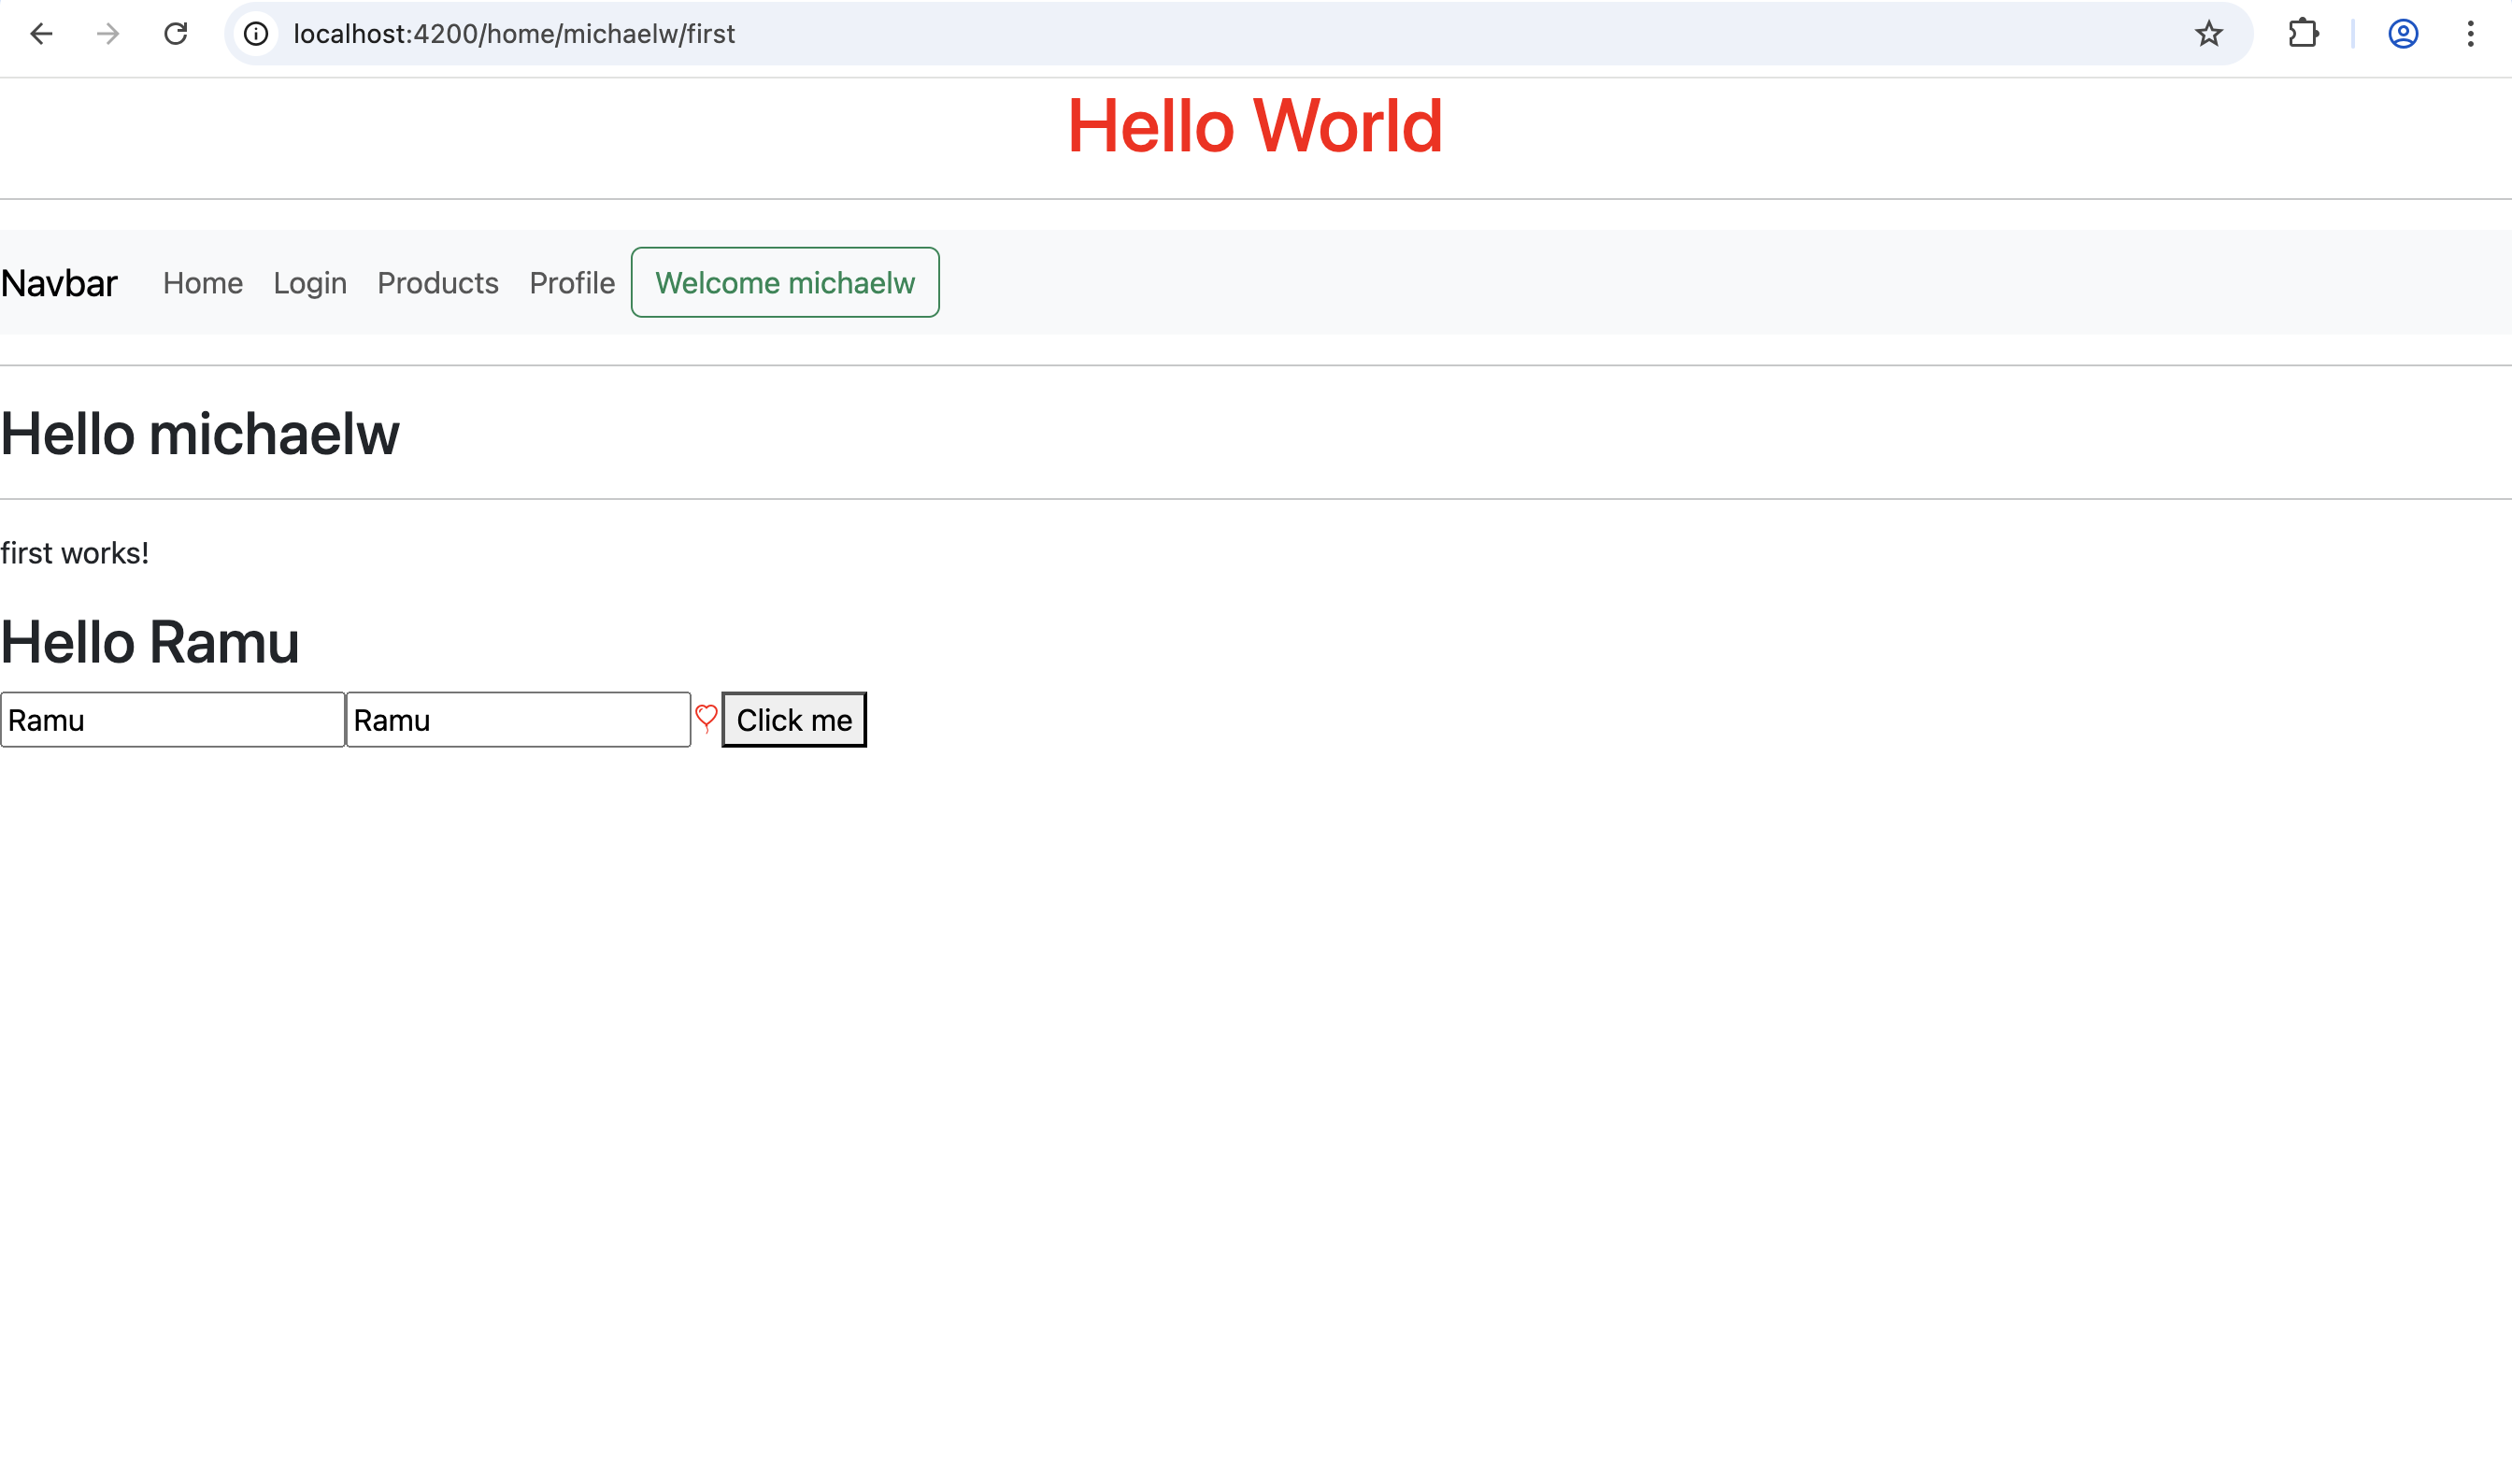 localhost:4200/home/michaelw/first
Hello World
Navbar Home Login Products Profile Welcome michaelw
Hello michaelw
first works!
Hello Ramu
Ramu Ramu Click me